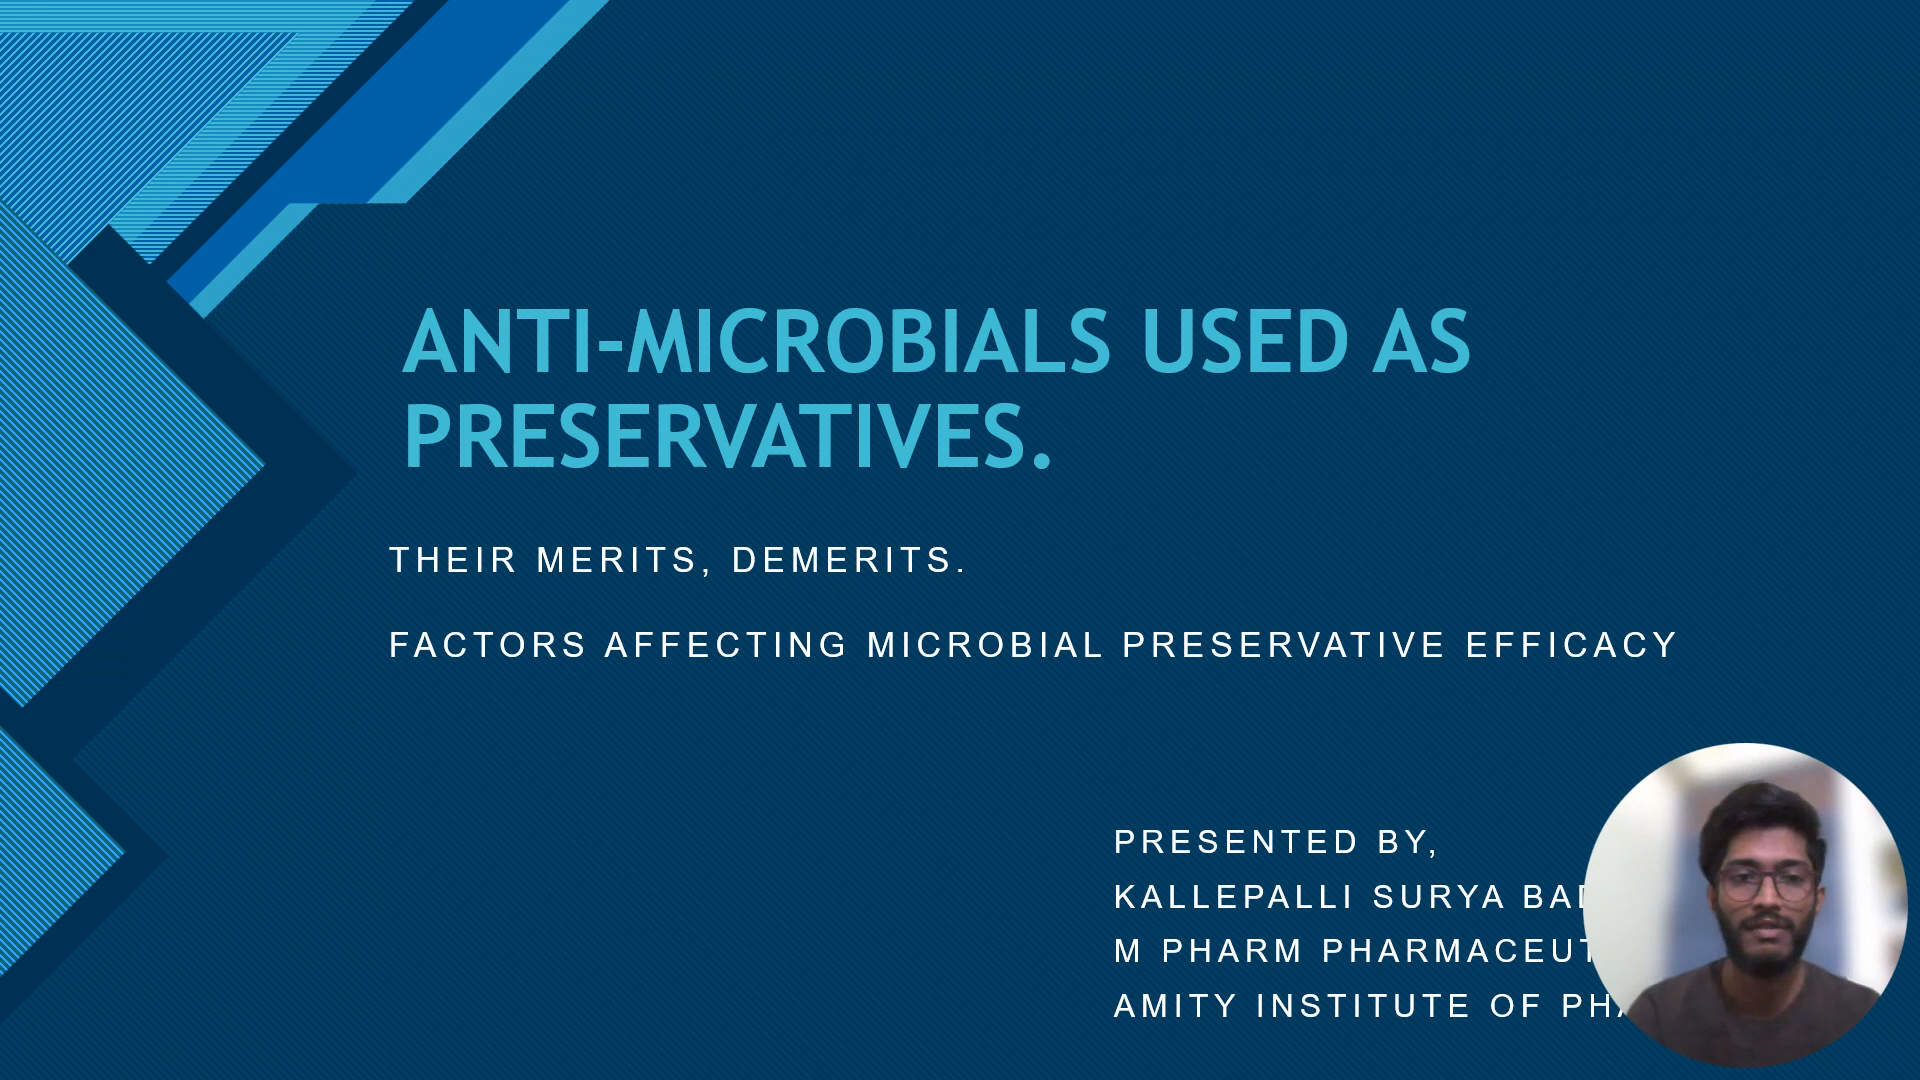 ANTI-MICROBIALS USED AS
PRESERVATIVES.
THEIR MERITS, DEMERITS.
FACTORS AFFECTING MICROBIAL PRESERVATIVE EFFICACY
PRESENTED BY,
KALLEPALLI SURYA
M PHARM
AMITY INSTITUTE OF